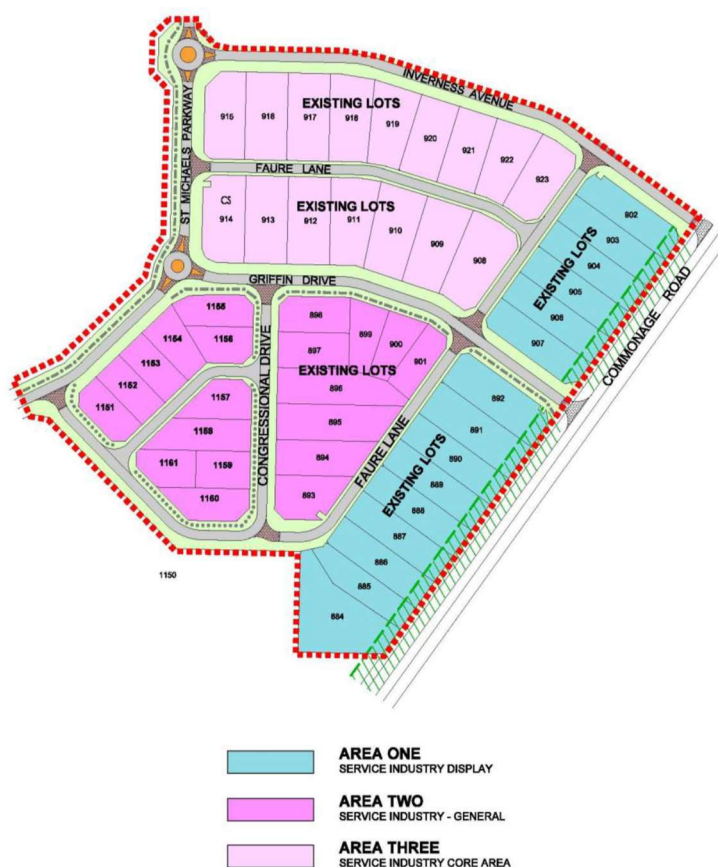 INVERNESS AVENUE
ST MICHAELS PARKWAY
EXISTING LOTS
915
916
917
918
919
920
921
922
923
FAURE LANE
CS
914
EXISTING LOTS
913
912
911
910
909
908
902
903
904
905
906
907
EXISTING LOTS
COMMONAGE ROAD
GRIFFIN DRIVE
1155
1156
1154
1153
1152
1151
CONGRESSIONAL DRIVE
898
899
900
901
897
EXISTING LOTS
896
895
894
893
FAURE LANE
1157
1158
1161
1159
1160
892
891
890
889
888
887
886
885
884
EXISTING LOTS
1150
AREA ONE
SERVICE INDUSTRY DISPLAY
AREA TWO
SERVICE INDUSTRY - GENERAL
AREA THREE
SERVICE INDUSTRY CORE AREA